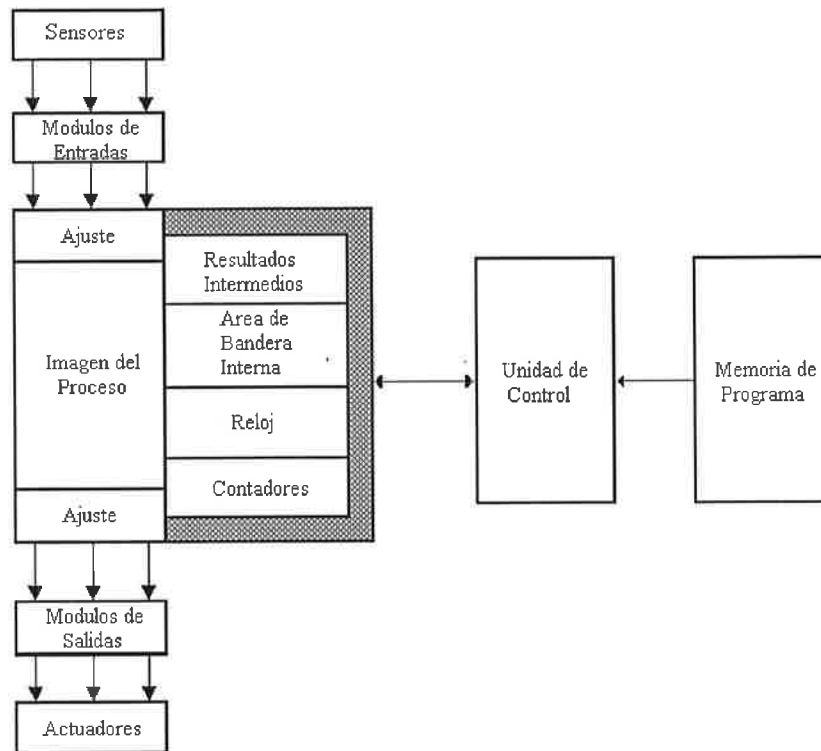 Sensores
Modulos de
Entradas
Ajuste
Imagen del
Proceso
Ajuste
Resultados
Intermedios
Area de
Bandera
Interna
Reloj
Contadores
Unidad de
Control
Memoria de
Programa
Modulos de
Salidas
Actuadores